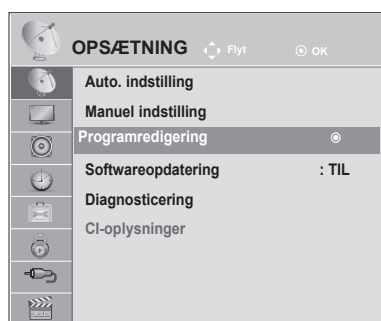 OPSÆTNING Flyt OK
Auto. indstilling
Manuel indstilling
Programredigering
Softwareopdatering : TIL
Diagnosticering
CI-oplysninger